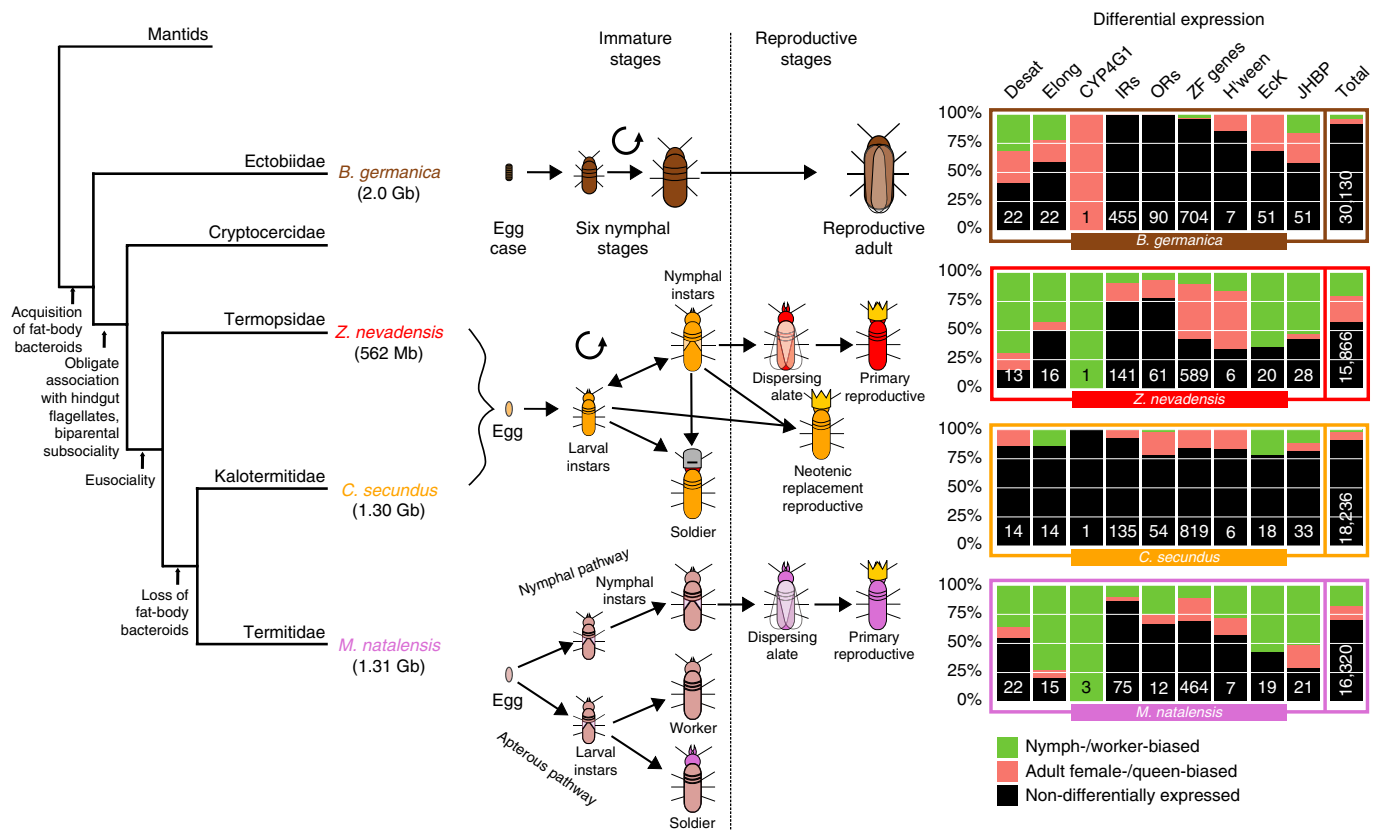 Differential expression
Mantids
Immature
stages
Reproductive
stages
Desat
Elong
CYP4G1
IRs
ORs
ZF genes
H'ween
EcK
JHBP
Total
Ectobiidae
B. germanica
(2.0 Gb)
Egg
case
Six nymphal
stages
Reproductive
adult
100%
75%
50%
25%
0%
22 22 1 455 90 704 7 51 51 30,130
B. germanica
Cryptocercidae
Acquisition
of fat-body
bacteroids
Obligate
association
with hindgut
flagellates,
biparental
subsociality
Eusociality
Termopsidae
Z. nevadensis
(562 Mb)
Kalotermitidae
C. secundus
(1.30 Gb)
Egg
Larval
instars
Nymphal
instars
Soldier
Dispersing
alate
Primary
reproductive
Neotenic
replacement
reproductive
100%
75%
50%
25%
0%
13 16 1 141 61 589 6 20 28 15,866
Z. nevadensis
100%
75%
50%
25%
0%
14 14 1 135 54 819 6 18 33 18,236
C. secundus
Loss of
fat-body
bacteroids
Termitidae
M. natalensis
(1.31 Gb)
Egg
Nymphal pathway
Nymphal
instars
Apterous pathway
Larval
instars
Worker
Soldier
Dispersing
alate
Primary
reproductive
100%
75%
50%
25%
0%
22 15 3 75 12 464 7 19 21 16,320
M. natalensis
Nymph-/worker-biased
Adult female-/queen-biased
Non-differentially expressed